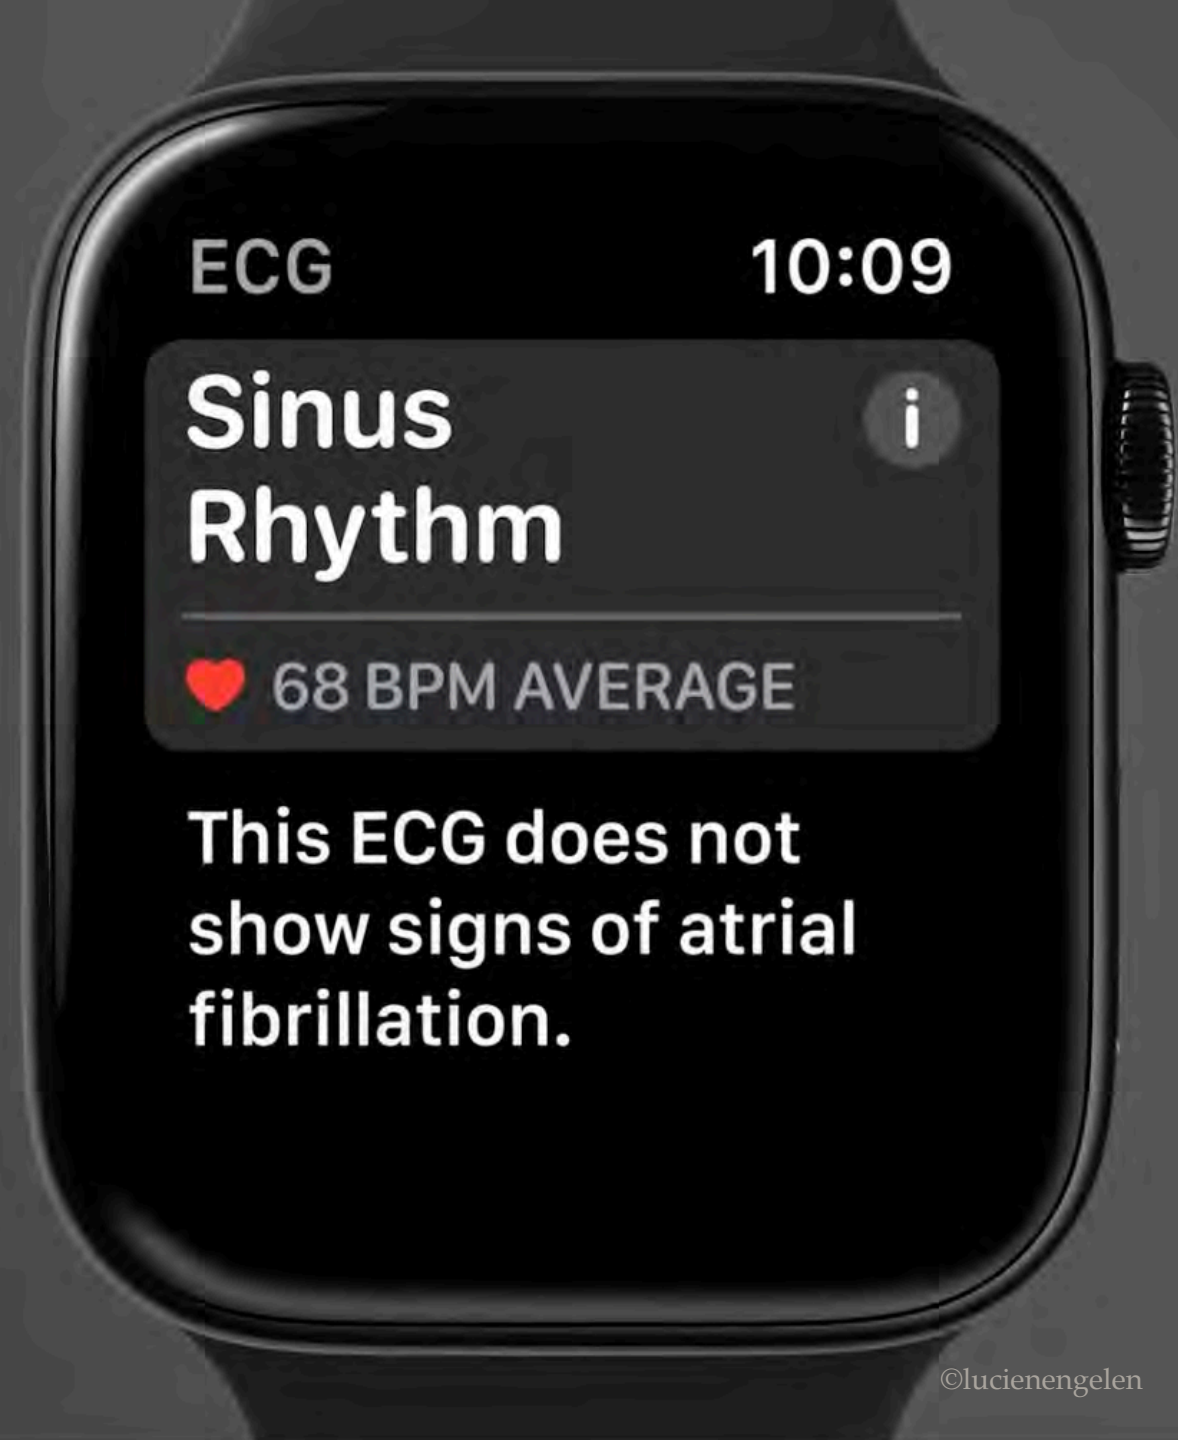 ECG 10:09
Sinus
Rhythm
i
68 BPM AVERAGE
This ECG does not
show signs of atrial
fibrillation.
©lucienengelen